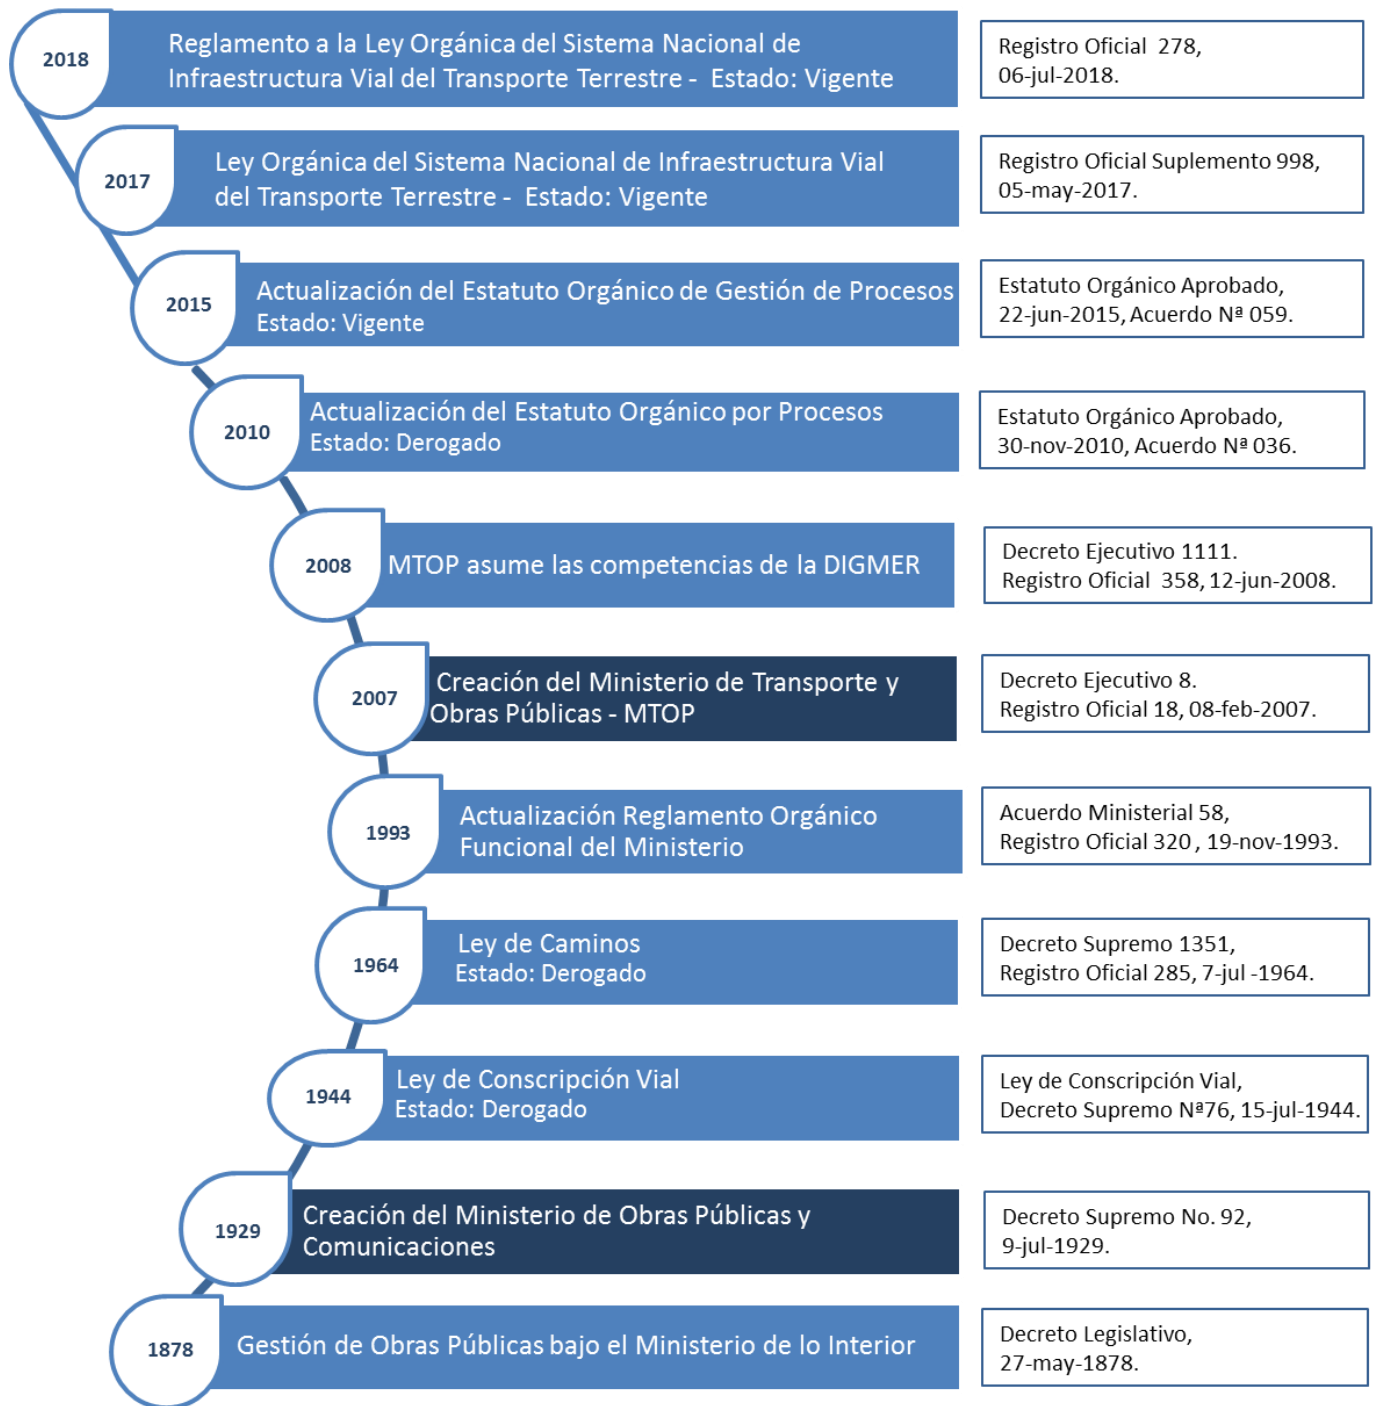 2018
Reglamento a la Ley Orgánica del Sistema Nacional de
Infraestructura Vial del Transporte Terrestre - Estado: Vigente
Registro Oficial 278,
06-jul-2018.
2017
Ley Orgánica del Sistema Nacional de Infraestructura Vial
del Transporte Terrestre - Estado: Vigente
Registro Oficial Suplemento 998,
05-may-2017.
2015
Actualización del Estatuto Orgánico de Gestión de Procesos
Estado: Vigente
Estatuto Orgánico Aprobado,
22-jun-2015, Acuerdo Nª 059.
2010
Actualización del Estatuto Orgánico por Procesos
Estado: Derogado
Estatuto Orgánico Aprobado,
30-nov-2010, Acuerdo Nª 036.
2008
MTOP asume las competencias de la DIGMER
Decreto Ejecutivo 1111.
Registro Oficial 358, 12-jun-2008.
2007
Creación del Ministerio de Transporte y
Obras Públicas - MTOP
Decreto Ejecutivo 8.
Registro Oficial 18, 08-feb-2007.
1993
Actualización Reglamento Orgánico
Funcional del Ministerio
Acuerdo Ministerial 58,
Registro Oficial 320 , 19-nov-1993.
1964
Ley de Caminos
Estado: Derogado
Decreto Supremo 1351,
Registro Oficial 285, 7-jul -1964.
1944
Ley de Conscripción Vial
Estado: Derogado
Ley de Conscripción Vial,
Decreto Supremo Nª76, 15-jul-1944.
1929
Creación del Ministerio de Obras Públicas y
Comunicaciones
Decreto Supremo No. 92,
9-jul-1929.
1878
Gestión de Obras Públicas bajo el Ministerio de lo Interior
Decreto Legislativo,
27-may-1878.